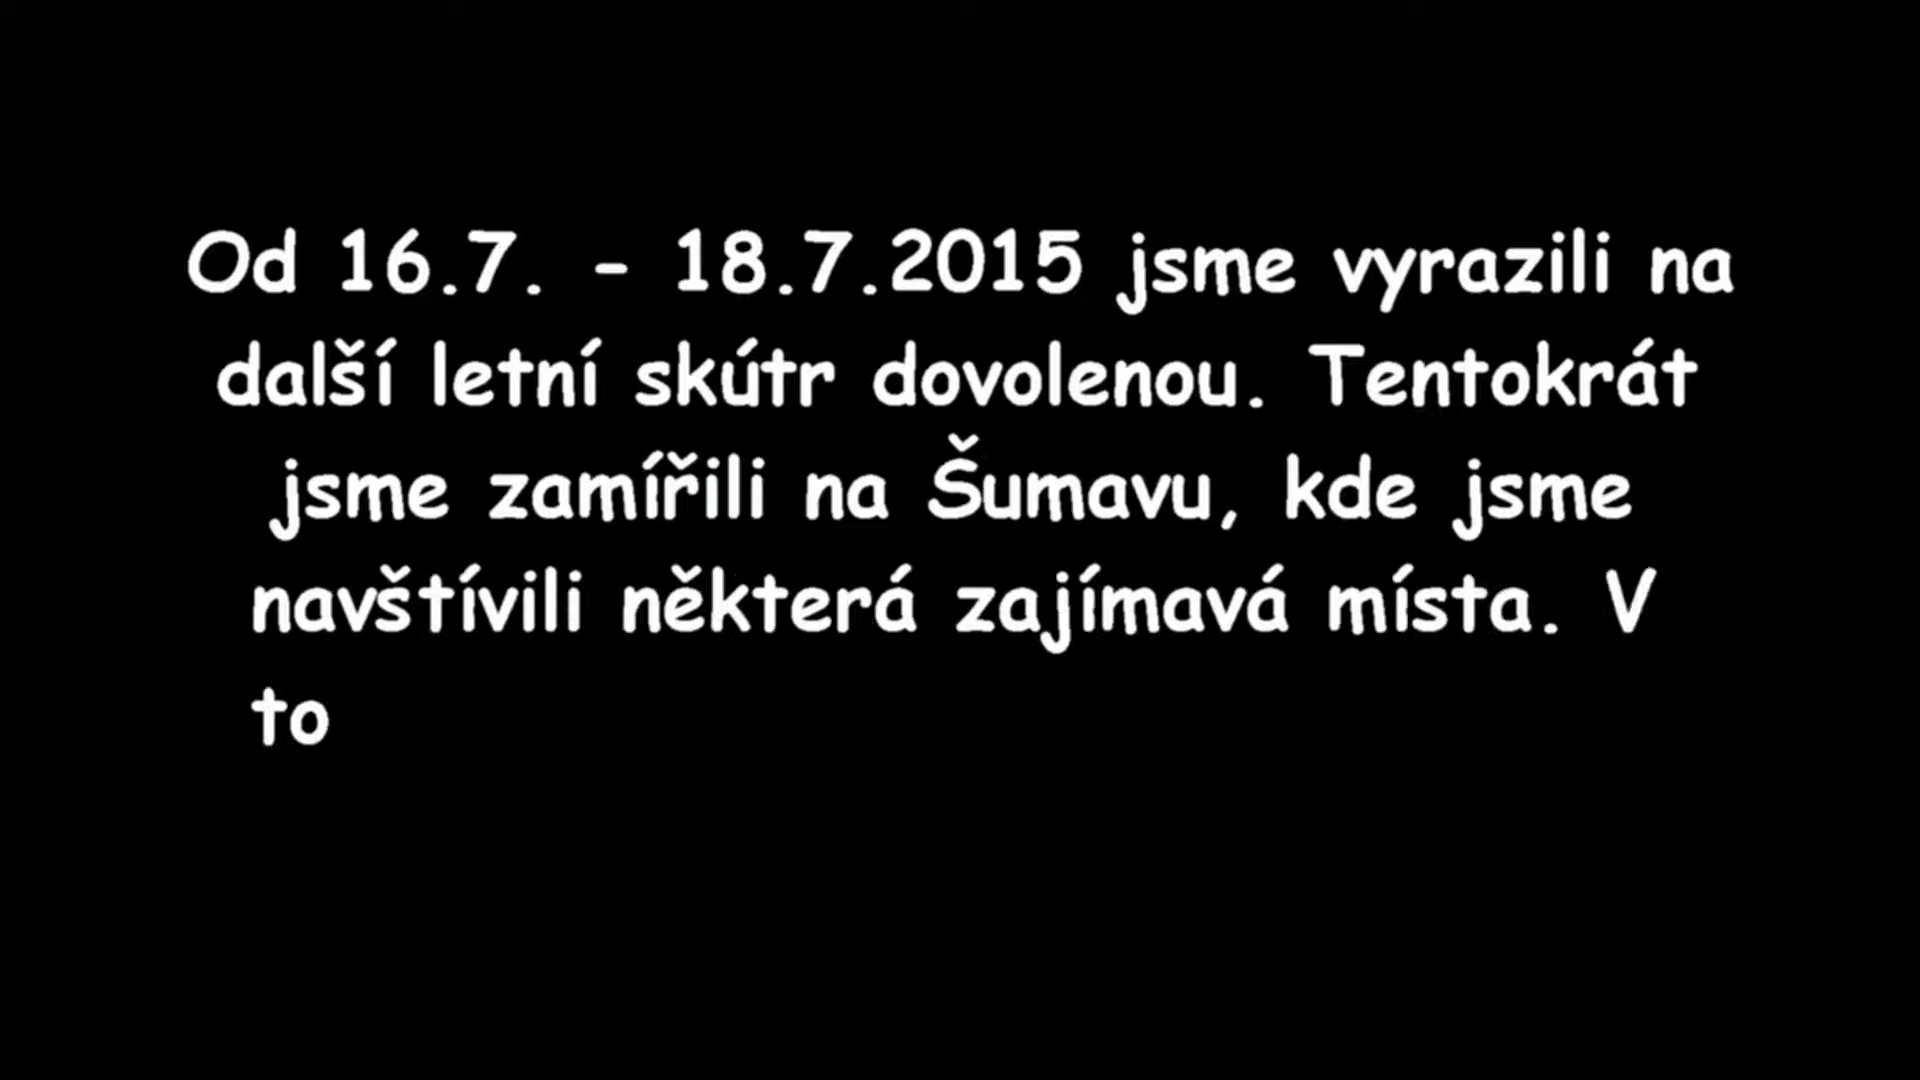 Od 16.7. - 18.7.2015 jsme vyrazili na
další letní skútr dovolenou. Tentokrát
jsme zamířili na Šumavu, kde jsme
navštívili některá zajímavá místa. V
to